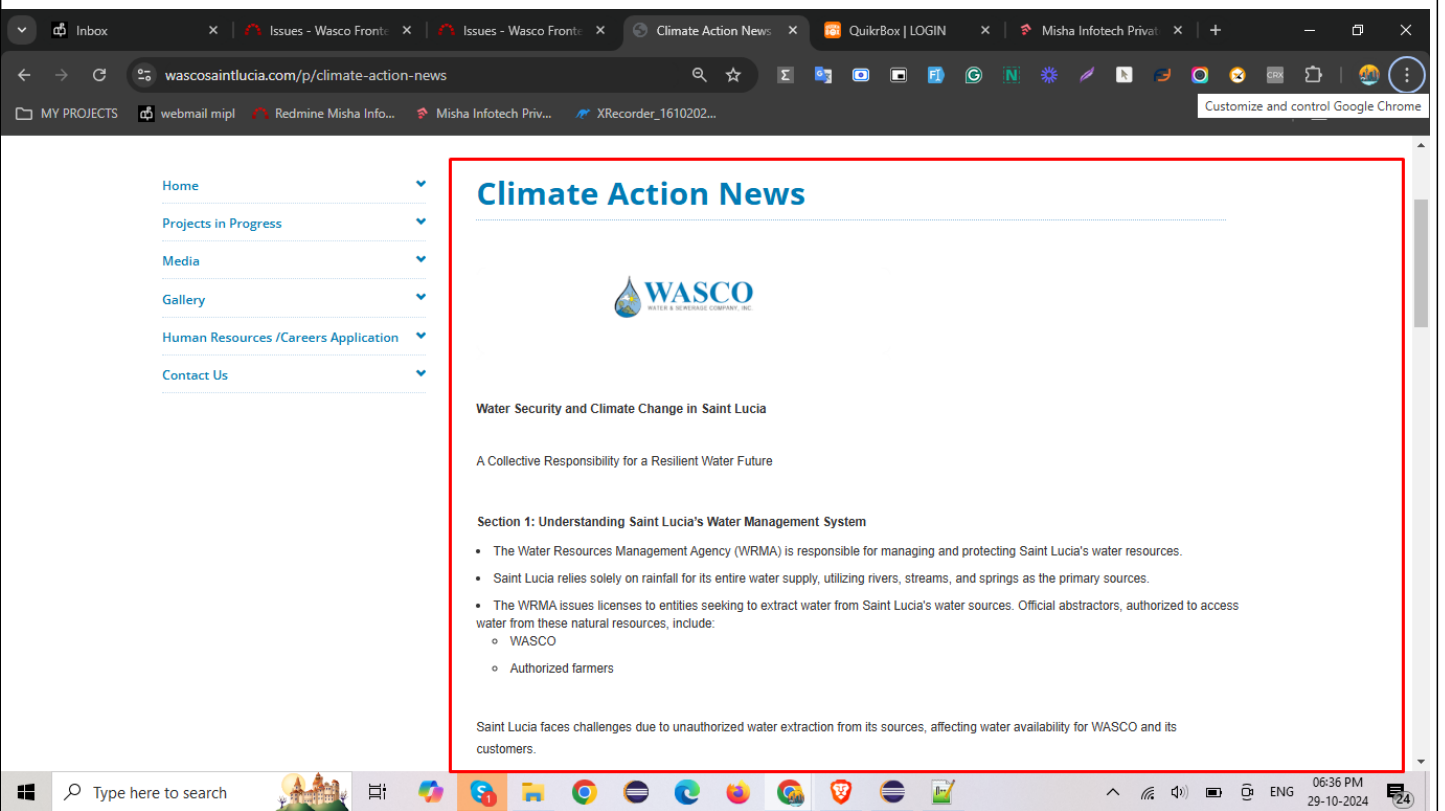 Inbox
Issues - Wasco Fronte
Issues - Wasco Fronte
Climate Action News
QuikrBox | LOGIN
Misha Infotech Privat
wascosaintlucia.com/p/climate-action-news
CRX
MY PROJECTS
webmail mipl
Redmine Misha Info...
Misha Infotech Priv...
XRecorder_1610202...
Customize and control Google Chrome
Home
Projects in Progress
Media
Gallery
Human Resources /Careers Application
Contact Us
Climate Action News
WASCO
WATER & SEWERAGE COMPANY, INC.
Water Security and Climate Change in Saint Lucia
A Collective Responsibility for a Resilient Water Future
Section 1: Understanding Saint Lucia's Water Management System
• The Water Resources Management Agency (WRMA) is responsible for managing and protecting Saint Lucia's water resources.
• Saint Lucia relies solely on rainfall for its entire water supply, utilizing rivers, streams, and springs as the primary sources.
• The WRMA issues licenses to entities seeking to extract water from Saint Lucia's water sources. Official abstractors, authorized to access
water from these natural resources, include:
WASCO
Authorized farmers
Saint Lucia faces challenges due to unauthorized water extraction from its sources, affecting water availability for WASCO and its
customers.
Type here to search
ENG
06:36 PM
29-10-2024
24